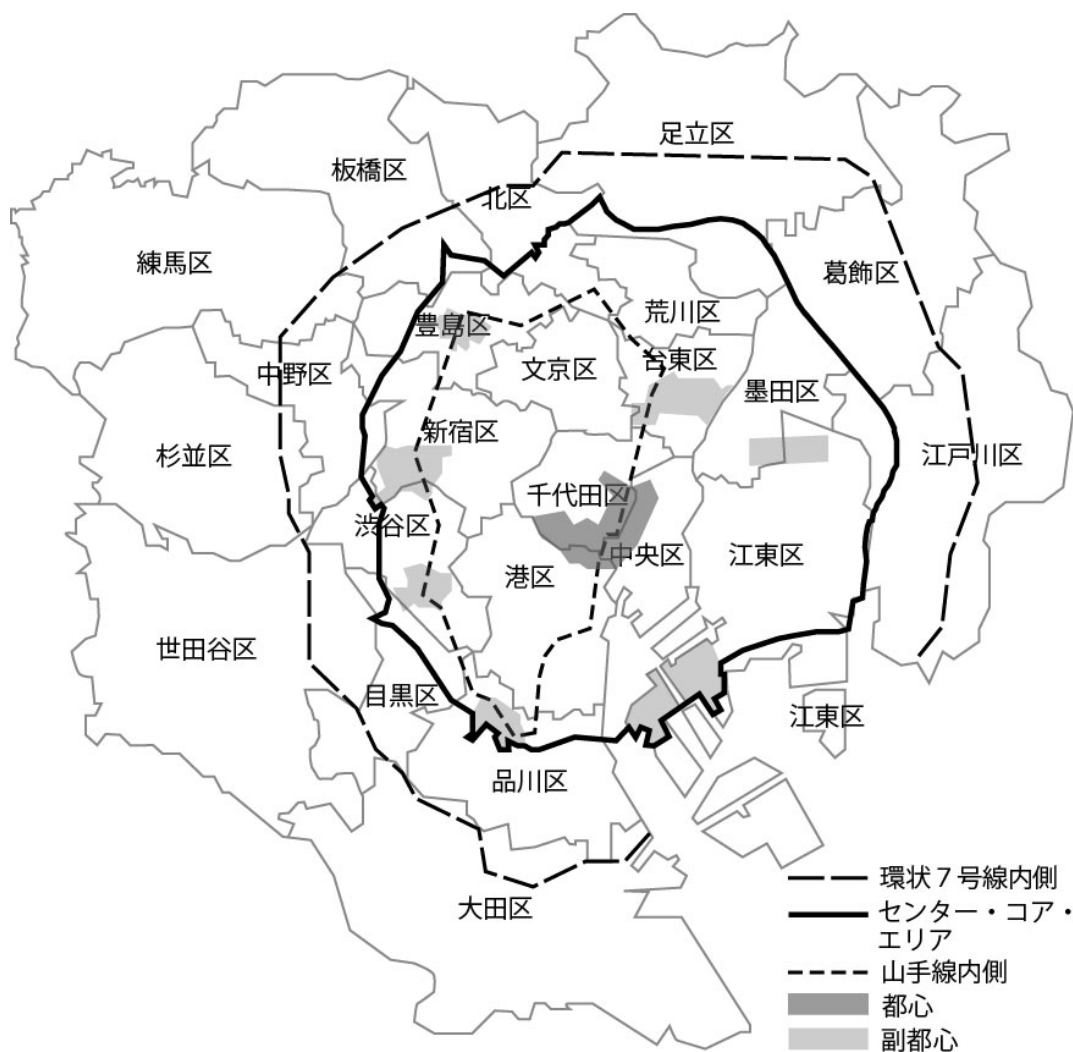 足立区
板橋区
北区
練馬区
葛飾区
荒川区
豊島区
台東区
文京区
中野区
墨田区
新宿区
杉並区
江戸川区
千代田区
渋谷区
中央区
江東区
港区
世田谷区
目黒区
江東区
品川区
大田区
環状7号線内側
センター・コア・
エリア
山手線内側
都心
副都心